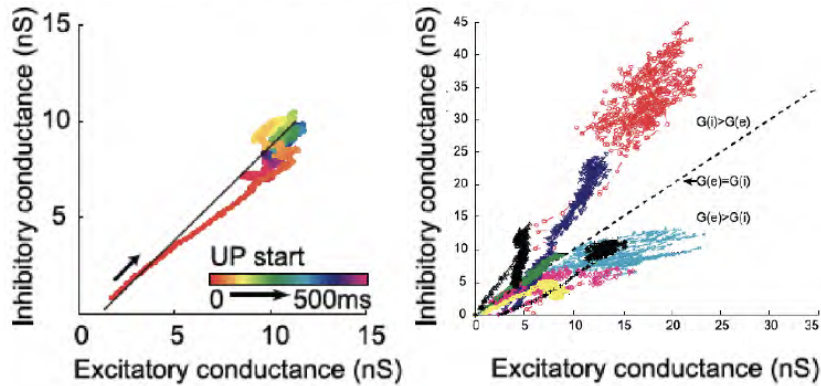 Inhibitory conductance (nS)
15
10
5
0
5
10
15
UP start
0
500ms
Excitatory conductance (nS)
Inhibitory conductance (nS)
45
40
35
30
25
20
15
10
5
0
0
5
10
15
20
25
30
35
G(i)>G(e)
G(e)=G(i)
G(e)>G(i)
Excitatory conductance (nS)